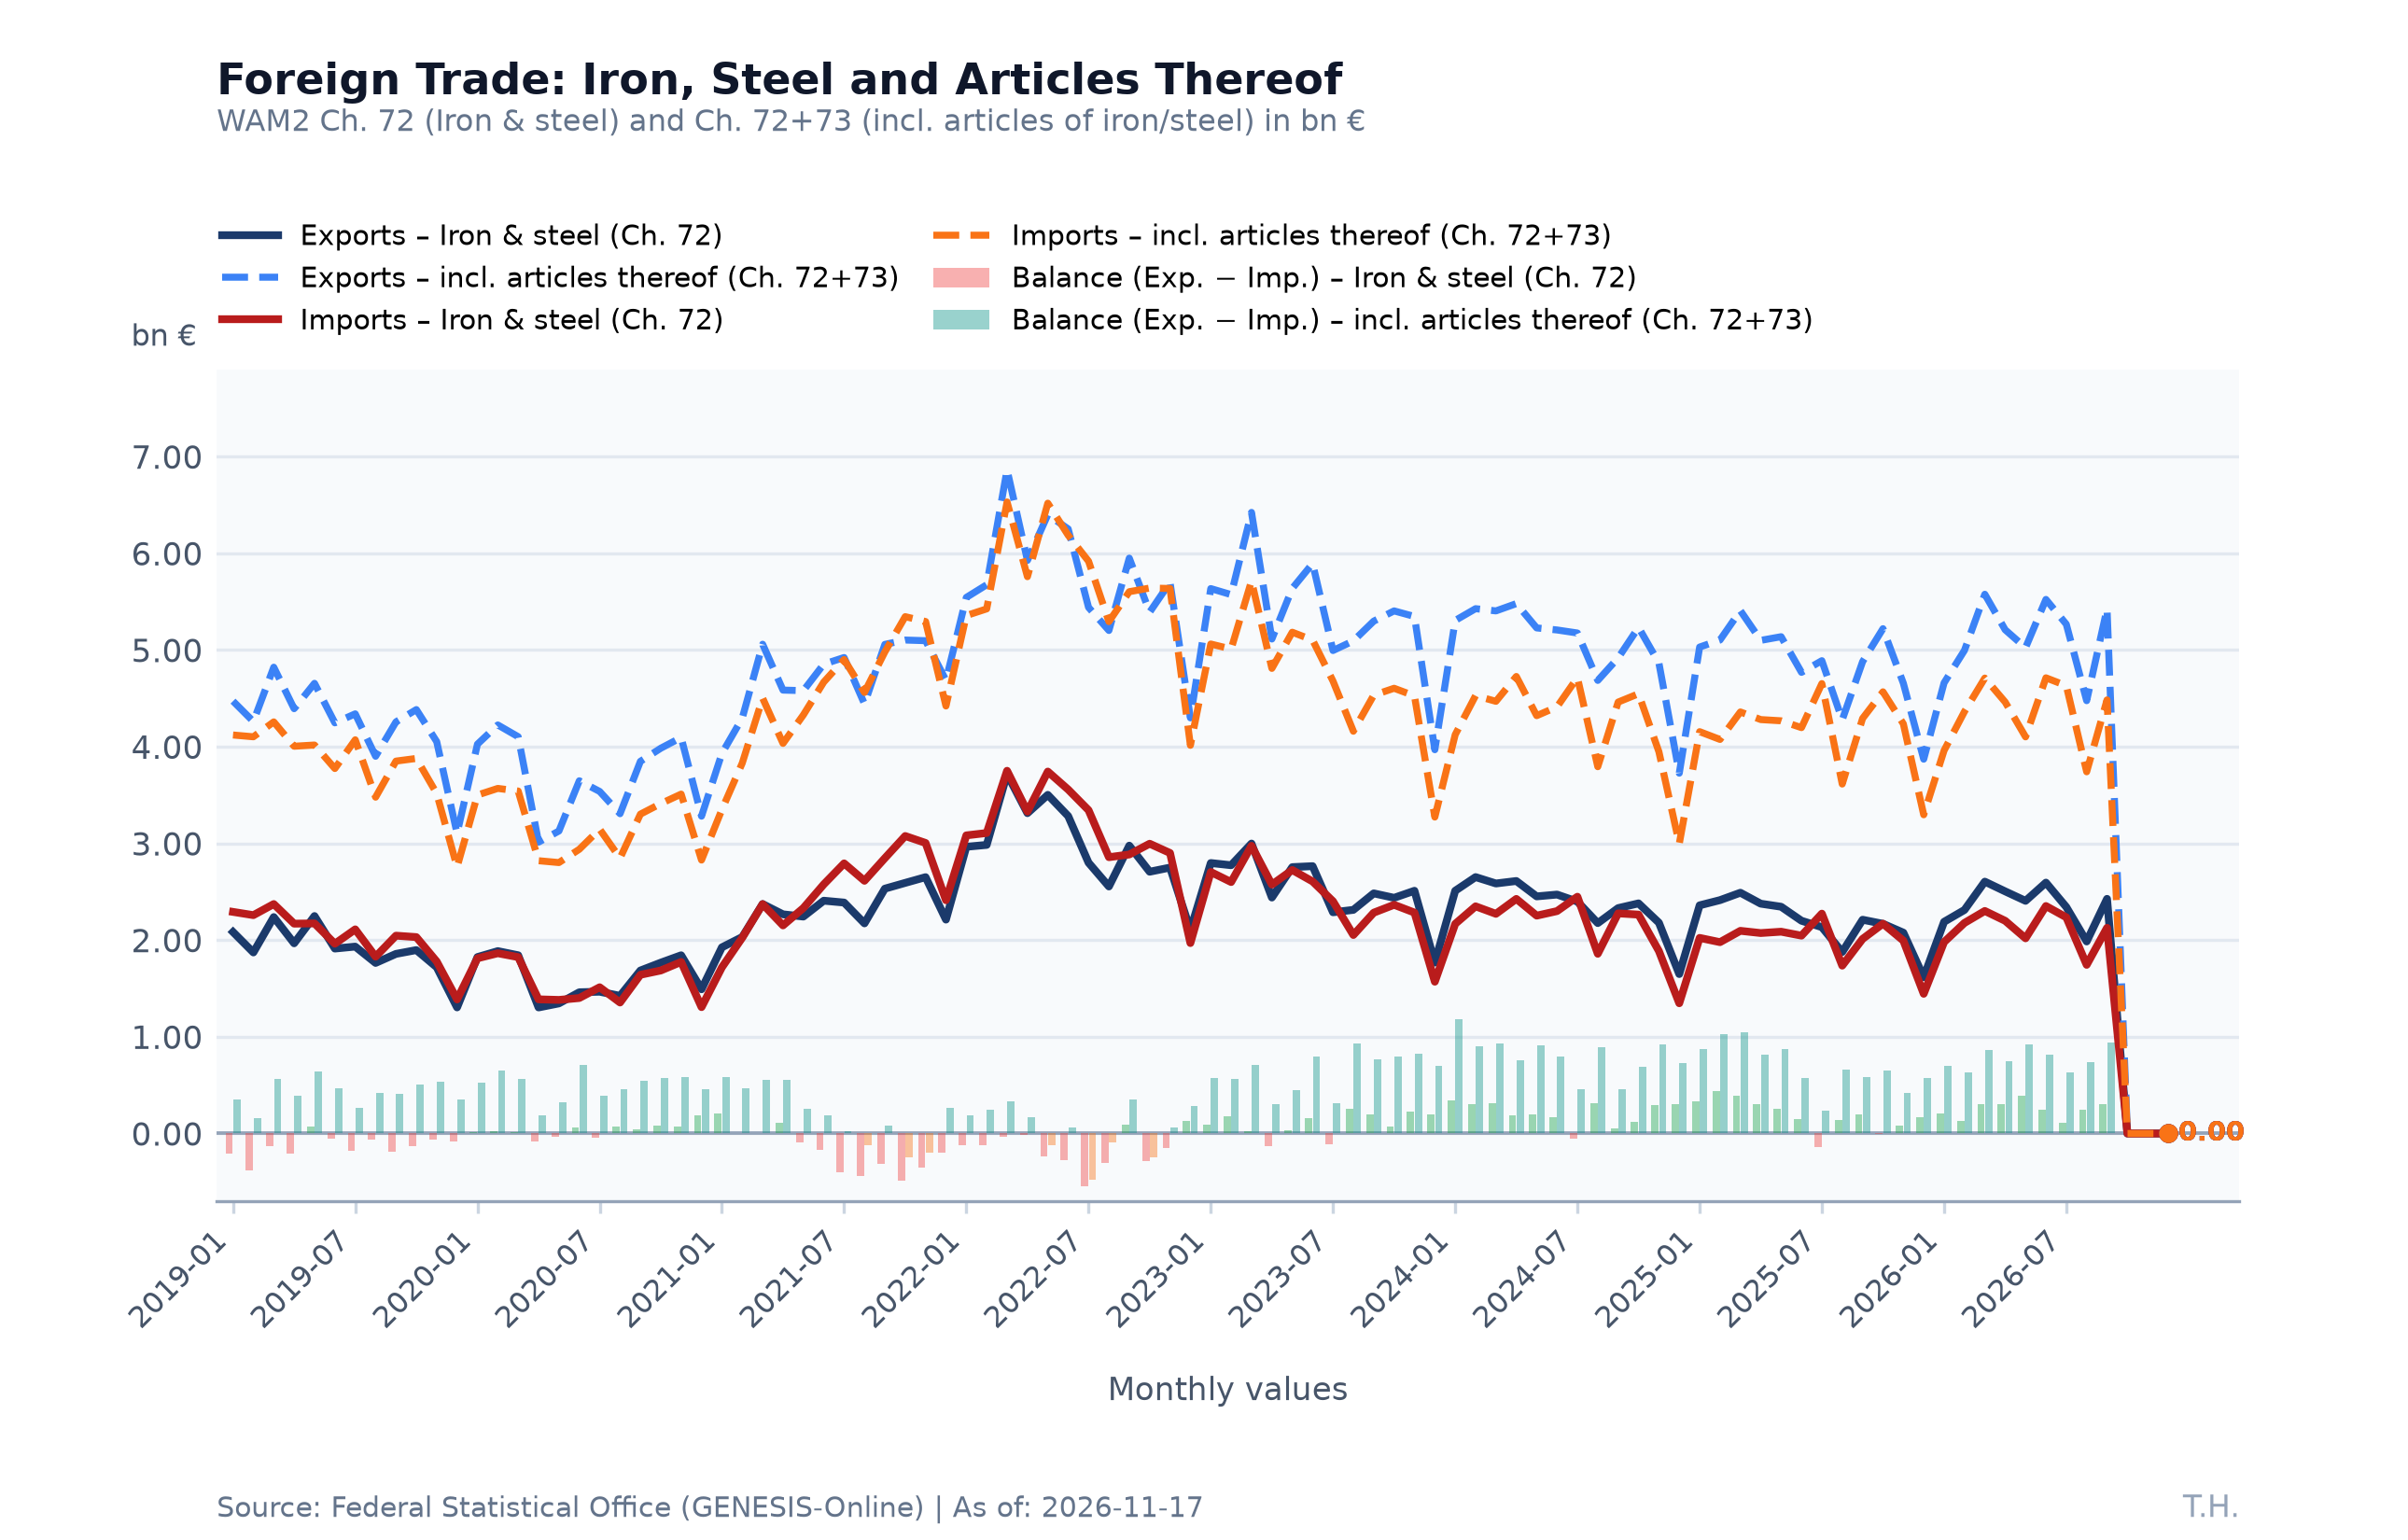 Foreign Trade: Iron, Steel and Articles Thereof
WAM2 Ch. 72 (Iron & steel) and Ch. 72+73 (incl. articles of iron/steel) in bn €
Exports – Iron & steel (Ch. 72)
Exports – incl. articles thereof (Ch. 72+73)
Imports – Iron & steel (Ch. 72)
Imports – incl. articles thereof (Ch. 72+73)
Balance (Exp. − Imp.) – Iron & steel (Ch. 72)
Balance (Exp. − Imp.) – incl. articles thereof (Ch. 72+73)
bn €
7.00
6.00
5.00
4.00
3.00
2.00
1.00
0.00
0.00
2019-01
2019-07
2020-01
2020-07
2021-01
2021-07
2022-01
2022-07
2023-01
2023-07
2024-01
2024-07
2025-01
2025-07
2026-01
2026-07
Monthly values
Source: Federal Statistical Office (GENESIS-Online) | As of: 2026-11-17
T.H.